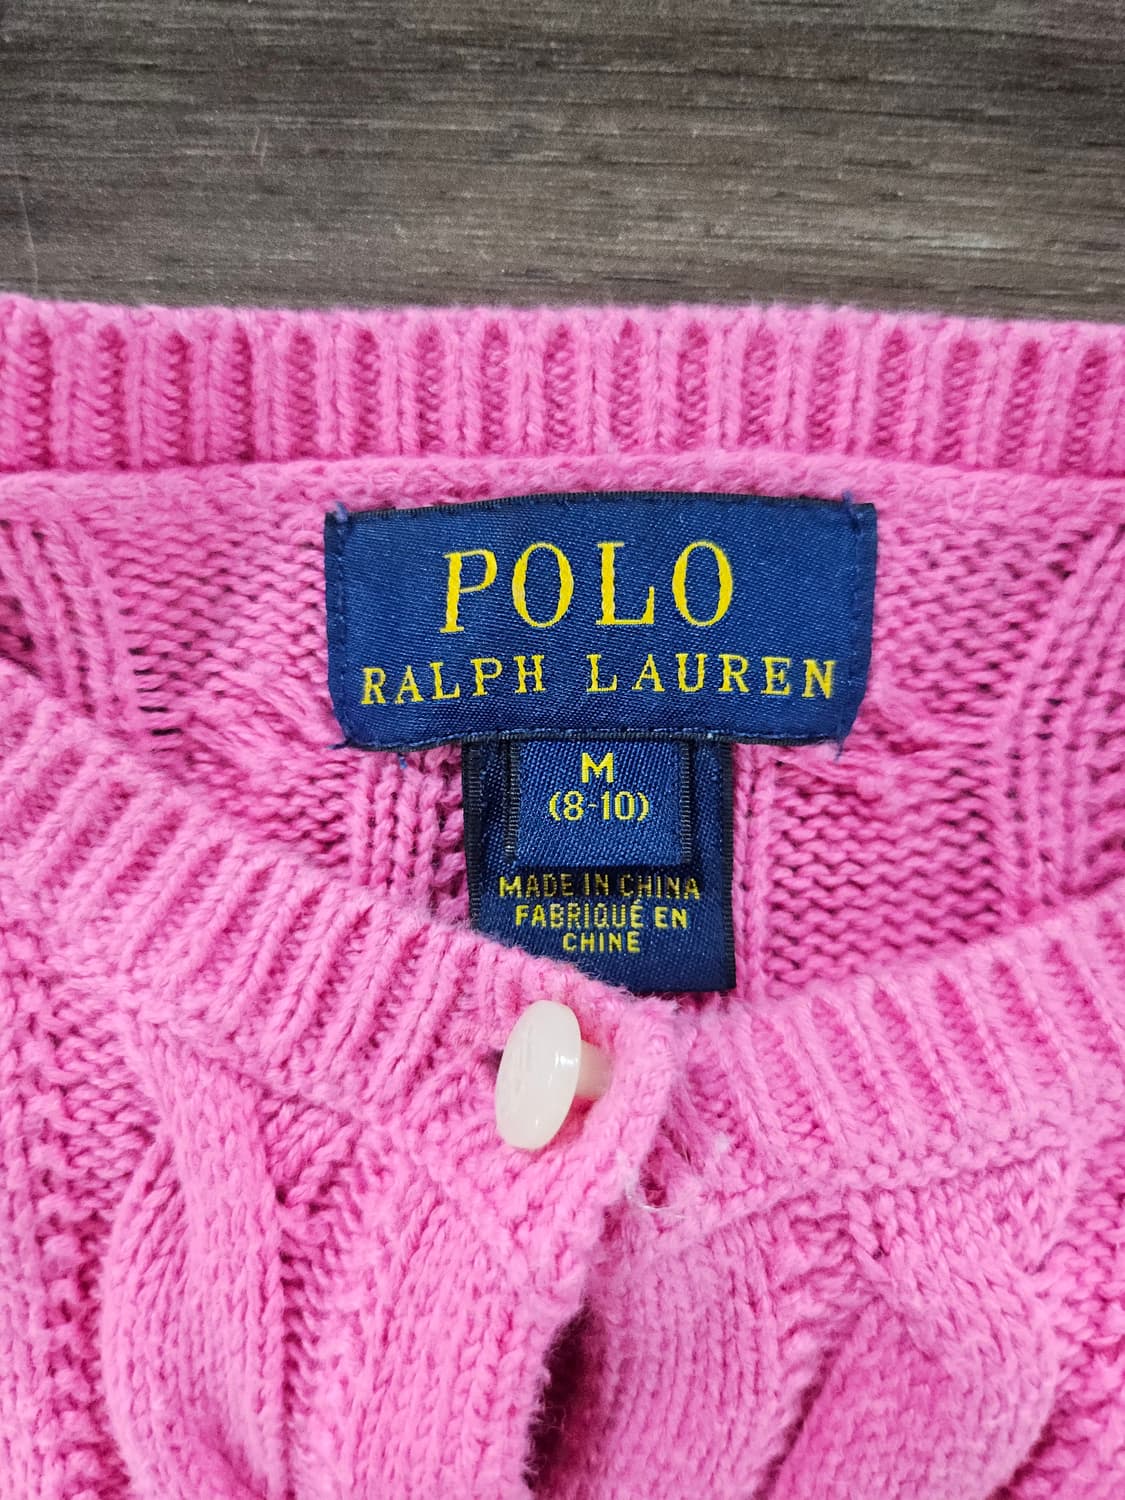 POLO
RALPH LAUREN
M
(8-10)
MADE IN CHINA
FABRIQUÉ EN
CHINE